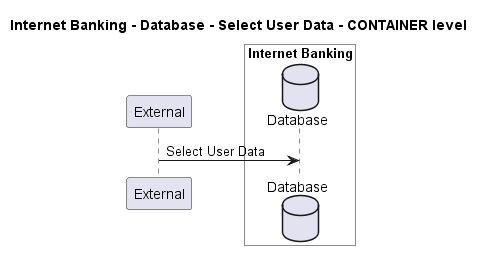 Internet Banking - Database - Select User Data - CONTAINER level
Internet Banking
External
Database
Select User Data
External
Database